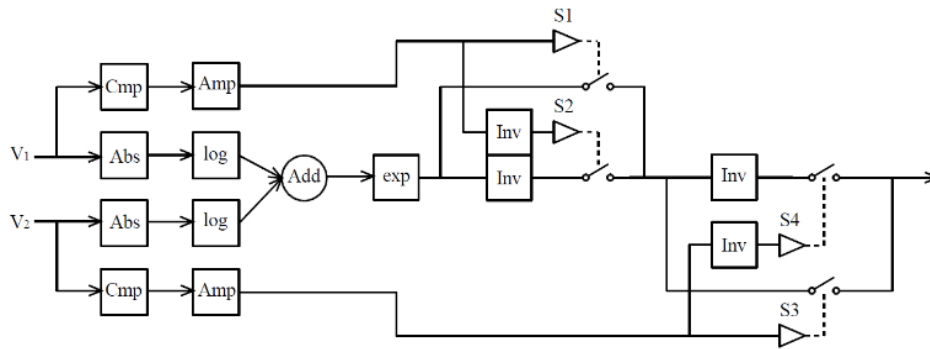 S1
Cmp
Amp
S2
V1
Abs
log
Inv
Add
exp
Inv
Inv
V2
Abs
log
Inv
S4
Cmp
Amp
S3